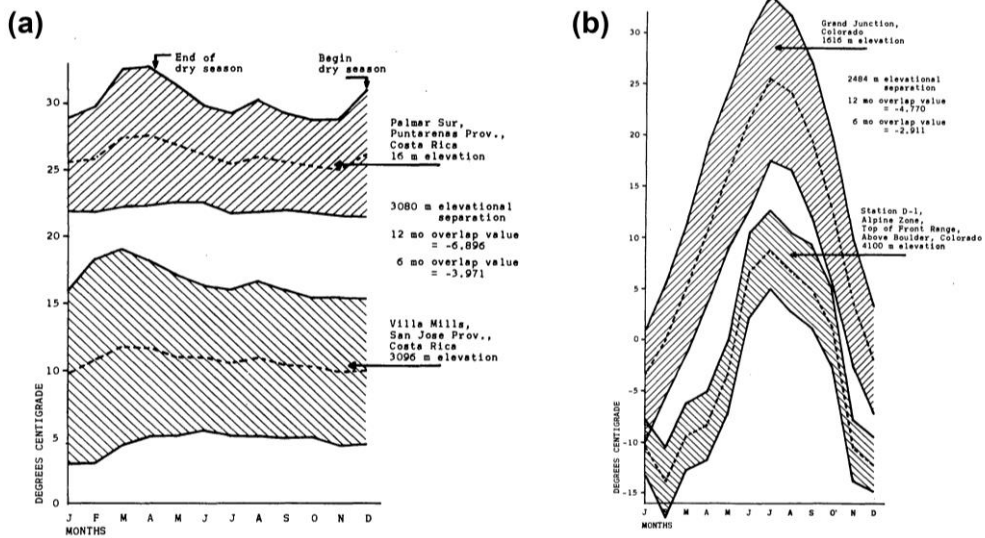 (a)
End of
dry season
Begin
dry season
30
25
20
15
10
5
0
DEGREES CENTIGRADE
J F M A M J J A S O N D
MONTHS
Palmar Sur,
Puntarenas Prov.,
Costa Rica
16 m elevation
3080 m elevational
separation
12 mo overlap value
= -6.896
6 mo overlap value
= -3.971
Villa Mills,
San Jose Prov.,
Costa Rica
3096 m elevation
(b)
30
25
20
15
10
5
0
-5
-10
-15
DEGREES CENTIGRADE
J M A M J J A S O N D
MONTHS
Grand Junction,
Colorado
1616 m elevation
2484 m elevational
separation
12 mo overlap value
= -4.770
6 mo overlap value
= -2.911
Station D-1,
Alpine Zone,
Top of Front Range,
Above Boulder, Colorado
4100 m elevation